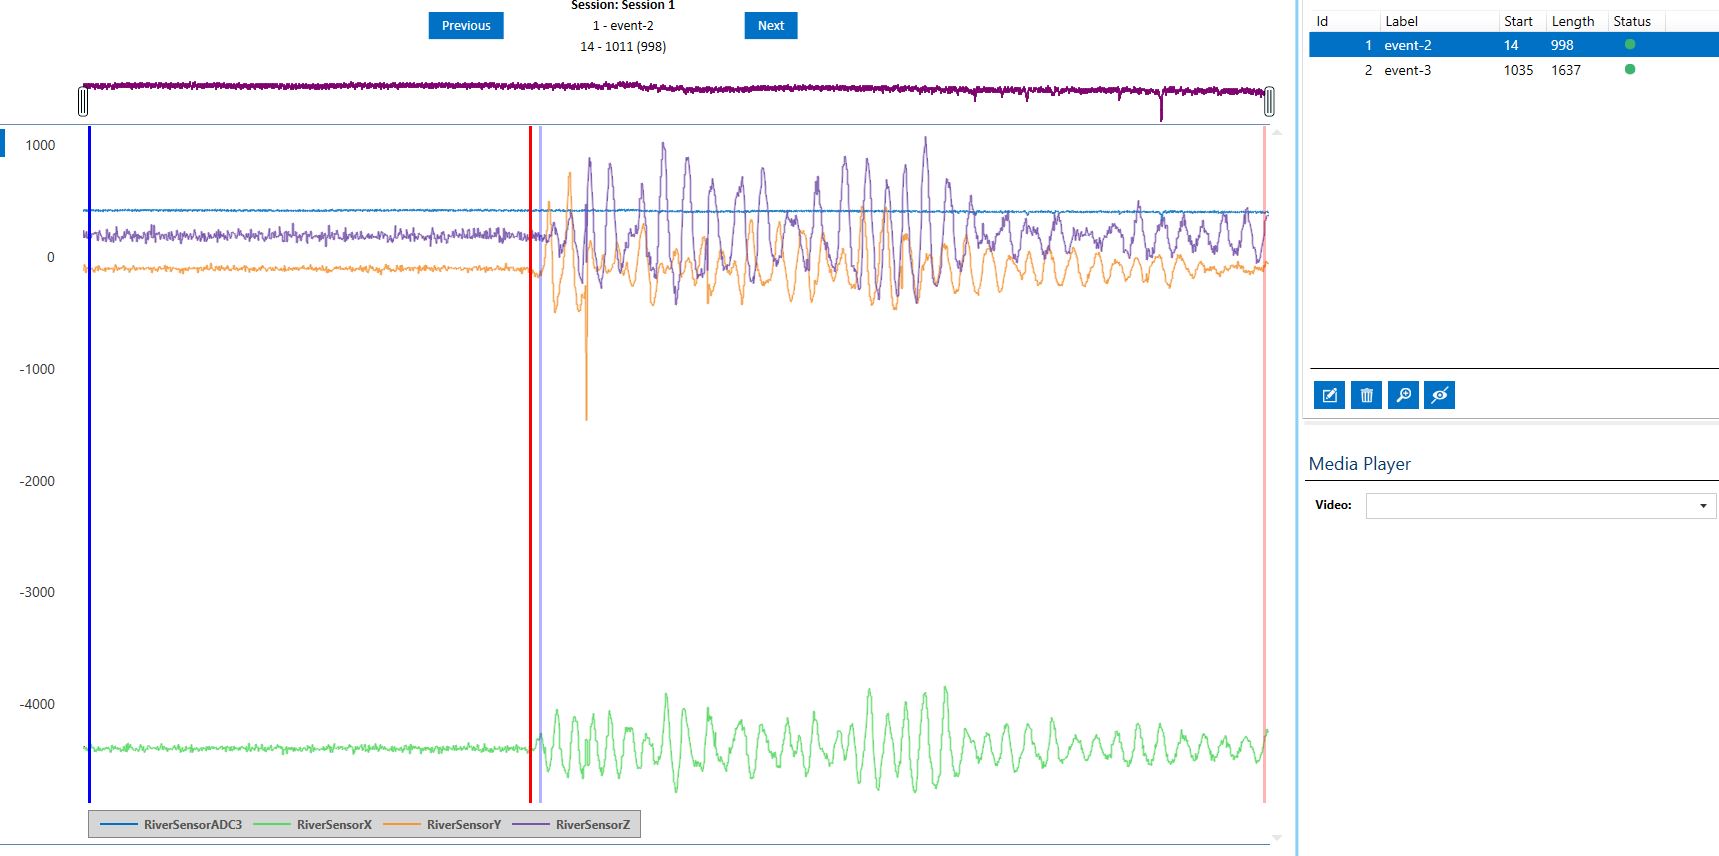 Session: Session 1
Previous
1 - event-2
Next
14 - 1011 (998)
1000
0
-1000
-2000
-3000
-4000
RiverSensorADC3 RiverSensorX RiverSensorY RiverSensorZ
Id Label Start Length Status
1 event-2 14 998
2 event-3 1035 1637
Media Player
Video: